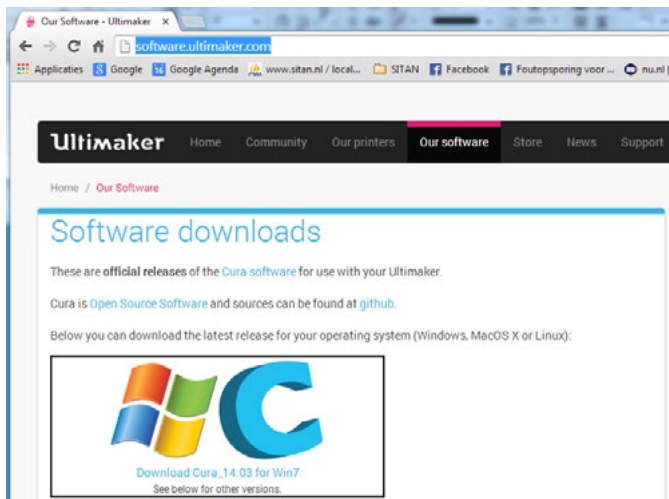 Our Software - Ultimaker
software.ultimaker.com
Applicaties Google Google Agenda www.sitan.nl / local... SITAN Facebook Foutopsporing voor ... nu.nl
Ultimaker Home Community Our printers Our software Store News Support
Home / Our Software
Software downloads
These are official releases of the Cura software for use with your Ultimaker.
Cura is Open Source Software and sources can be found at github.
Below you can download the latest release for your operating system (Windows, MacOS X or Linux):
Download Cura_14.03 for Win7
See below for other versions.